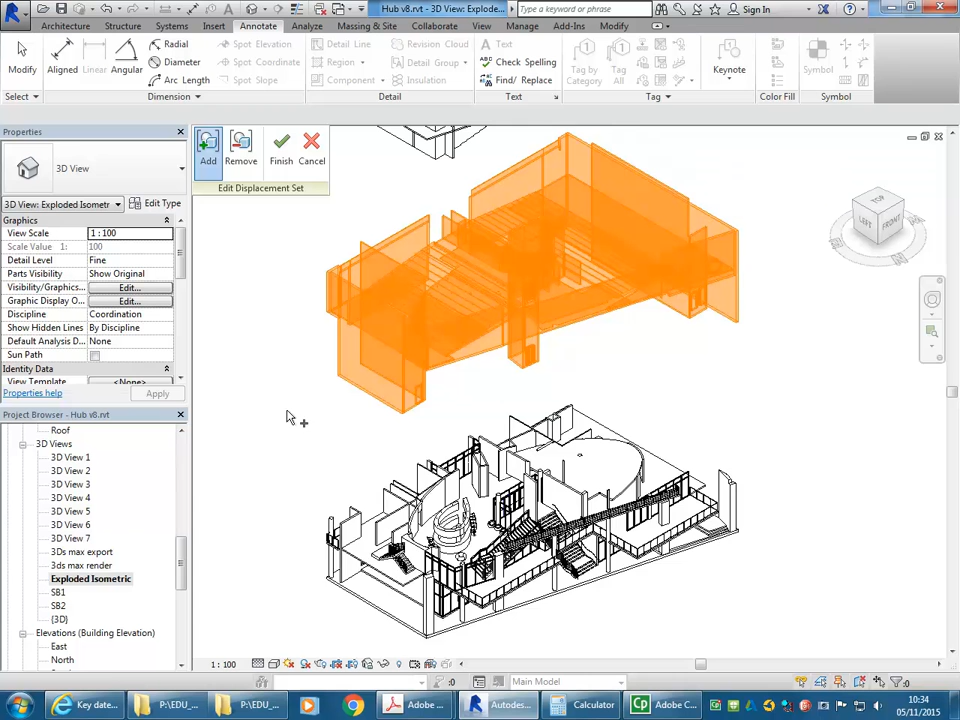 Hub v8.rvt - 3D View: Explode...
Type a keyword or phrase
Sign In
Architecture Structure Systems Insert Annotate Analyze Massing & Site Collaborate View Manage Add-Ins Modify
Modify
Aligned
Linear
Angular
Radial
Diameter
Arc Length
Spot Elevation
Spot Coordinate
Spot Slope
Detail Line
Region
Component
Revision Cloud
Detail Group
Insulation
Text
Check Spelling
Find/ Replace
Tag by Category
Tag All
Keynote
Symbol
Select
Dimension
Detail
Text
Tag
Color Fill
Symbol
Properties
3D View
3D View: Exploded Isometr
Edit Type
Graphics
View Scale 1 : 100
Scale Value 1: 100
Detail Level Fine
Parts Visibility Show Original
Visibility/Graphics... Edit...
Graphic Display O... Edit...
Discipline Coordination
Show Hidden Lines By Discipline
Default Analysis D... None
Sun Path
Identity Data
View Template <None>
Properties help
Apply
Add
Remove
Finish
Cancel
Edit Displacement Set
TOP
LEFT
FRONT
Project Browser - Hub v8.rvt
Roof
3D Views
3D View 1
3D View 2
3D View 3
3D View 4
3D View 5
3D View 6
3D View 7
3Ds max export
3ds max render
Exploded Isometric
SB1
SB2
{3D}
Elevations (Building Elevation)
East
North
1 : 100
:0
Main Model
:0
Key date...
P:\EDU_...
P:\EDU_...
Adobe ...
Autodes...
Calculator
Adobe C...
10:34
05/11/2015